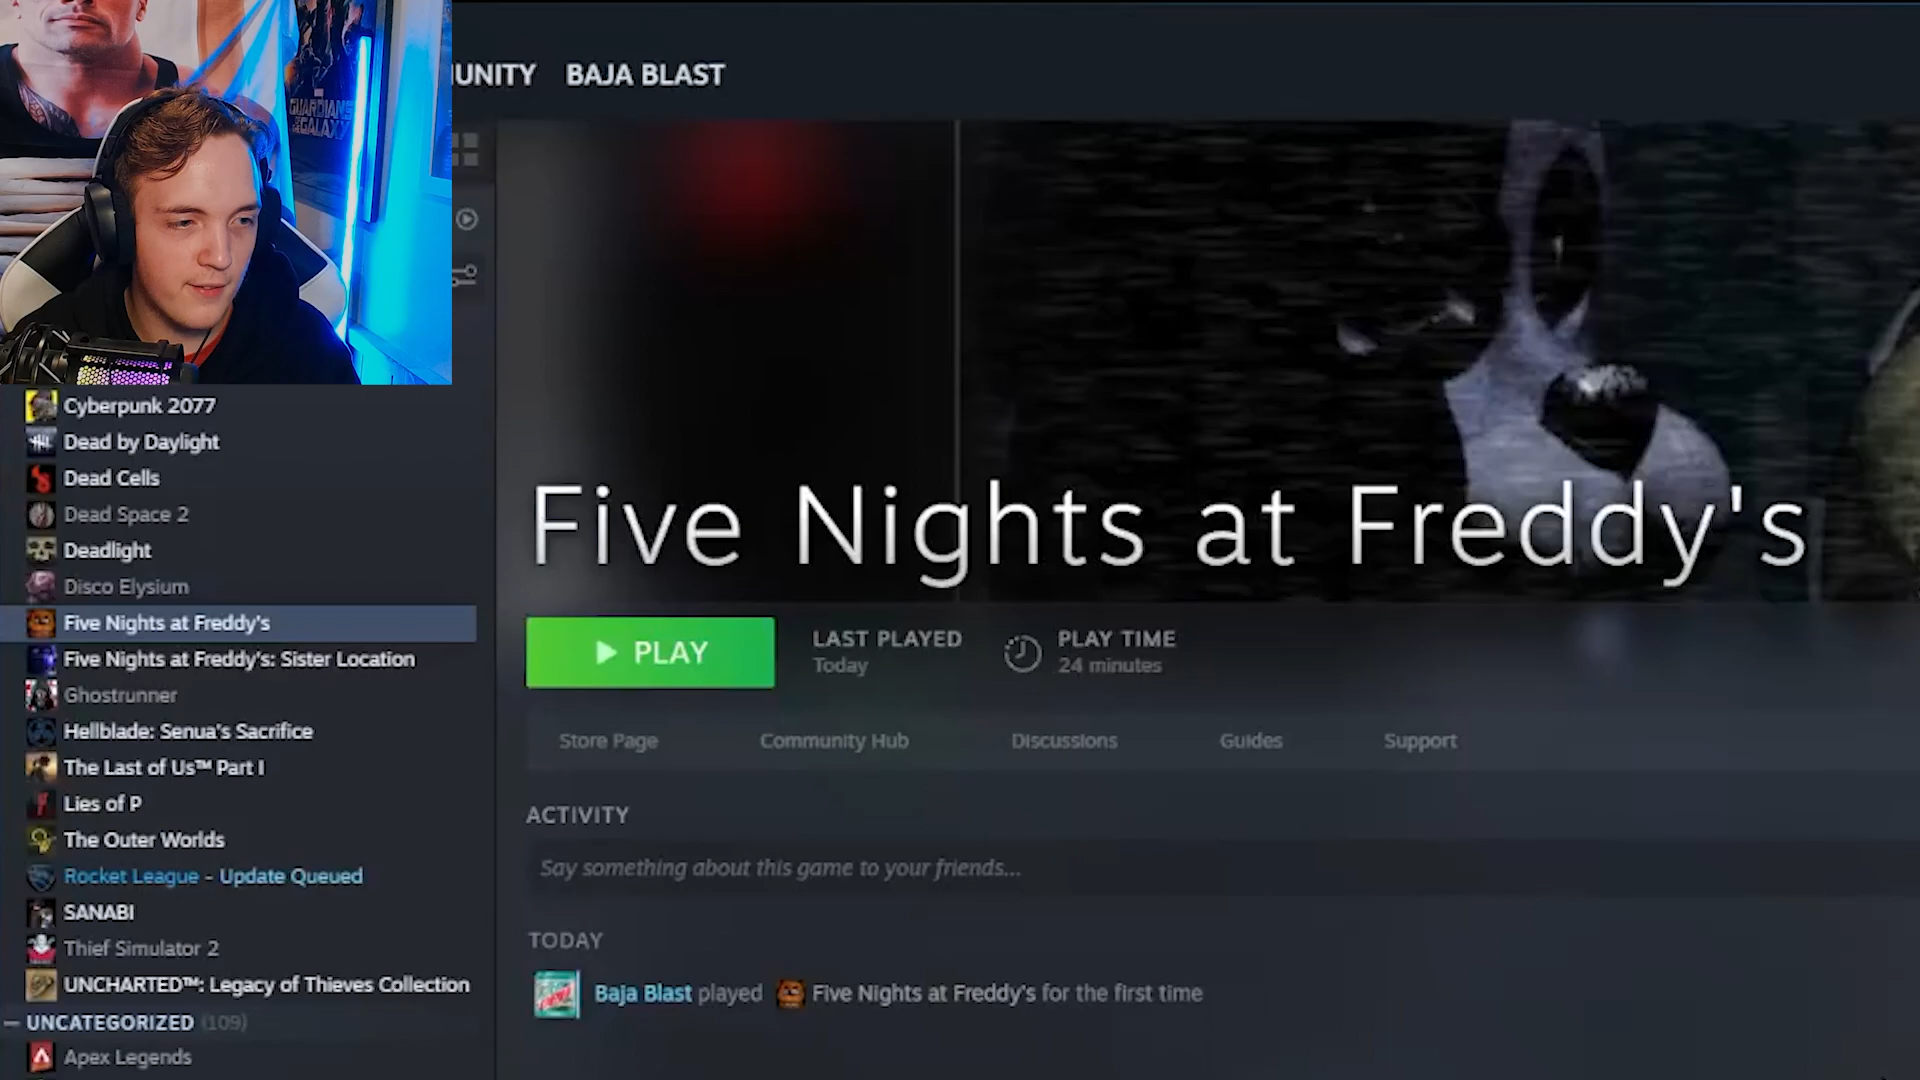 UNITY BAJA BLAST
MARVEL
GUARDIANS
OF THE GALAXY
Cyberpunk 2077
Dead by Daylight
Dead Cells
Dead Space 2
Deadlight
Disco Elysium
Five Nights at Freddy's
Five Nights at Freddy's: Sister Location
Ghostrunner
Hellblade: Senua's Sacrifice
The Last of Us™ Part I
Lies of P
The Outer Worlds
Rocket League - Update Queued
SANABI
Thief Simulator 2
UNCHARTED™: Legacy of Thieves Collection
— UNCATEGORIZED (109)
Apex Legends
Five Nights at Freddy's
PLAY
LAST PLAYED
Today
PLAY TIME
24 minutes
Store Page Community Hub Discussions Guides Support
ACTIVITY
Say something about this game to your friends...
TODAY
Baja Blast played Five Nights at Freddy's for the first time